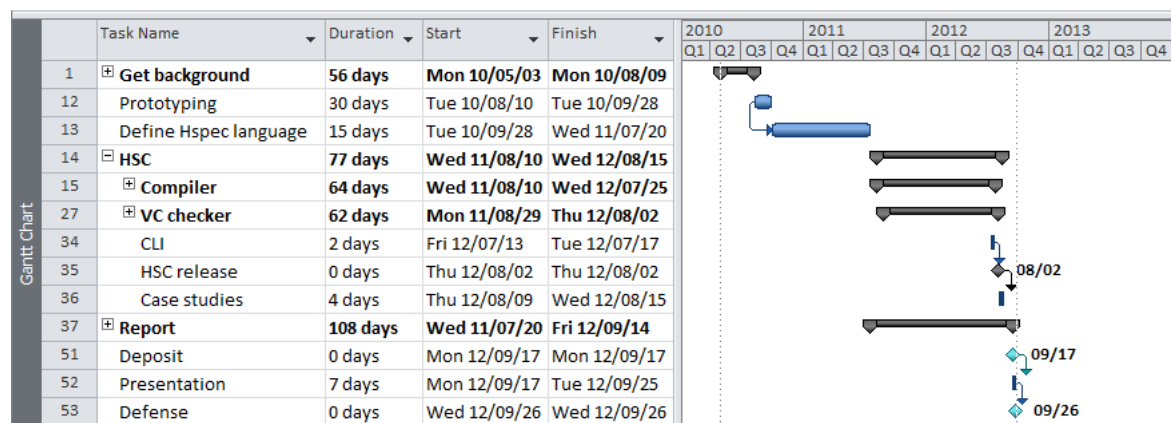 Task Name Duration Start Finish 2010 2011 2012 2013
Q1 Q2 Q3 Q4 Q1 Q2 Q3 Q4 Q1 Q2 Q3 Q4 Q1 Q2 Q3 Q4
1 Get background 56 days Mon 10/05/03 Mon 10/08/09
12 Prototyping 30 days Tue 10/08/10 Tue 10/09/28
13 Define Hspec language 15 days Tue 10/09/28 Wed 11/07/20
14 HSC 77 days Wed 11/08/10 Wed 12/08/15
15 Compiler 64 days Wed 11/08/10 Wed 12/07/25
27 VC checker 62 days Mon 11/08/29 Thu 12/08/02
34 CLI 2 days Fri 12/07/13 Tue 12/07/17
35 HSC release 0 days Thu 12/08/02 Thu 12/08/02 08/02
36 Case studies 4 days Thu 12/08/09 Wed 12/08/15
37 Report 108 days Wed 11/07/20 Fri 12/09/14
51 Deposit 0 days Mon 12/09/17 Mon 12/09/17 09/17
52 Presentation 7 days Mon 12/09/17 Tue 12/09/25
53 Defense 0 days Wed 12/09/26 Wed 12/09/26 09/26
Gantt Chart